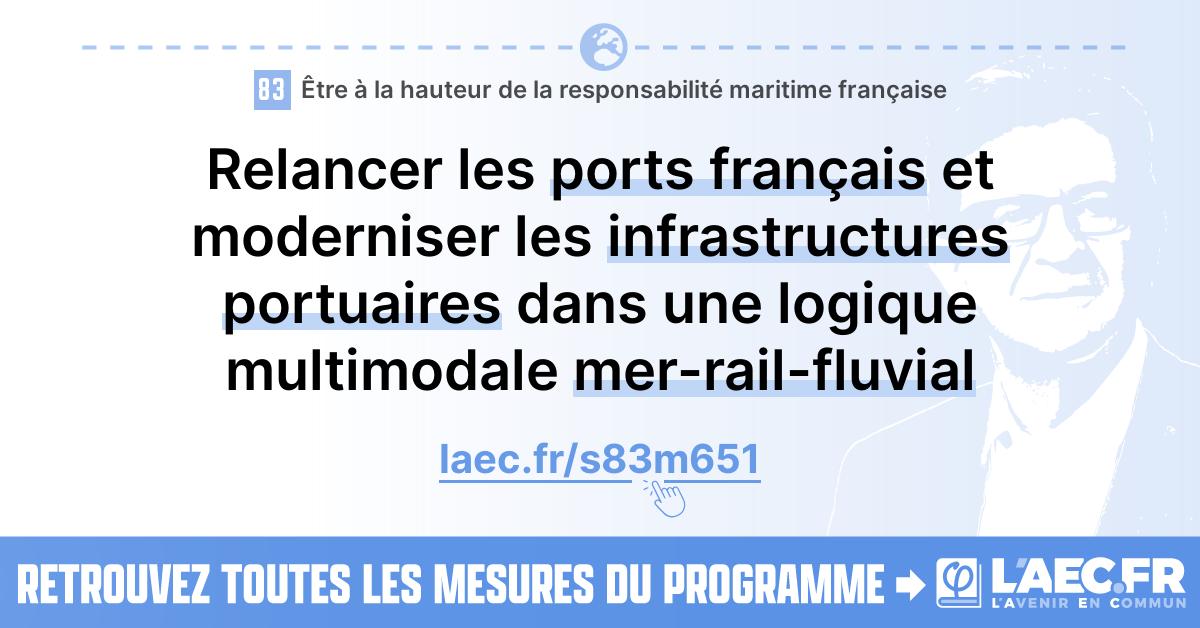 83 Être à la hauteur de la responsabilité maritime française
Relancer les ports français et
moderniser les infrastructures
portuaires dans une logique
multimodale mer-rail-fluvial
laec.fr/s83m651
RETROUVEZ TOUTES LES MESURES DU PROGRAMME
φ L'AEC.FR
L'AVENIR EN COMMUN